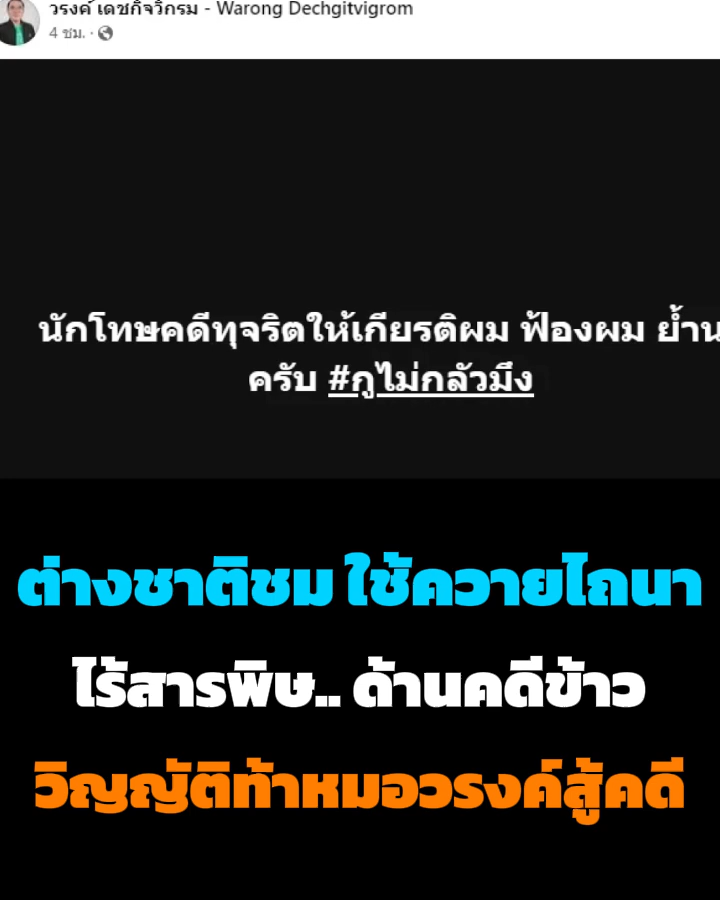 วรงค์ เดชกิจวิกรม - Warong Dechgitvigrom
4 ชม. ·
นักโทษคดีทุจริตให้เกียรติผม ฟ้องผม ย้ำน
ครับ #กูไม่กลัวมึง
ต่างชาติชม ใช้ควายไถนา
ไร้สารพิษ.. ด้านคดีข้าว
วิญญัติท้าหมอวรงค์สู้คดี